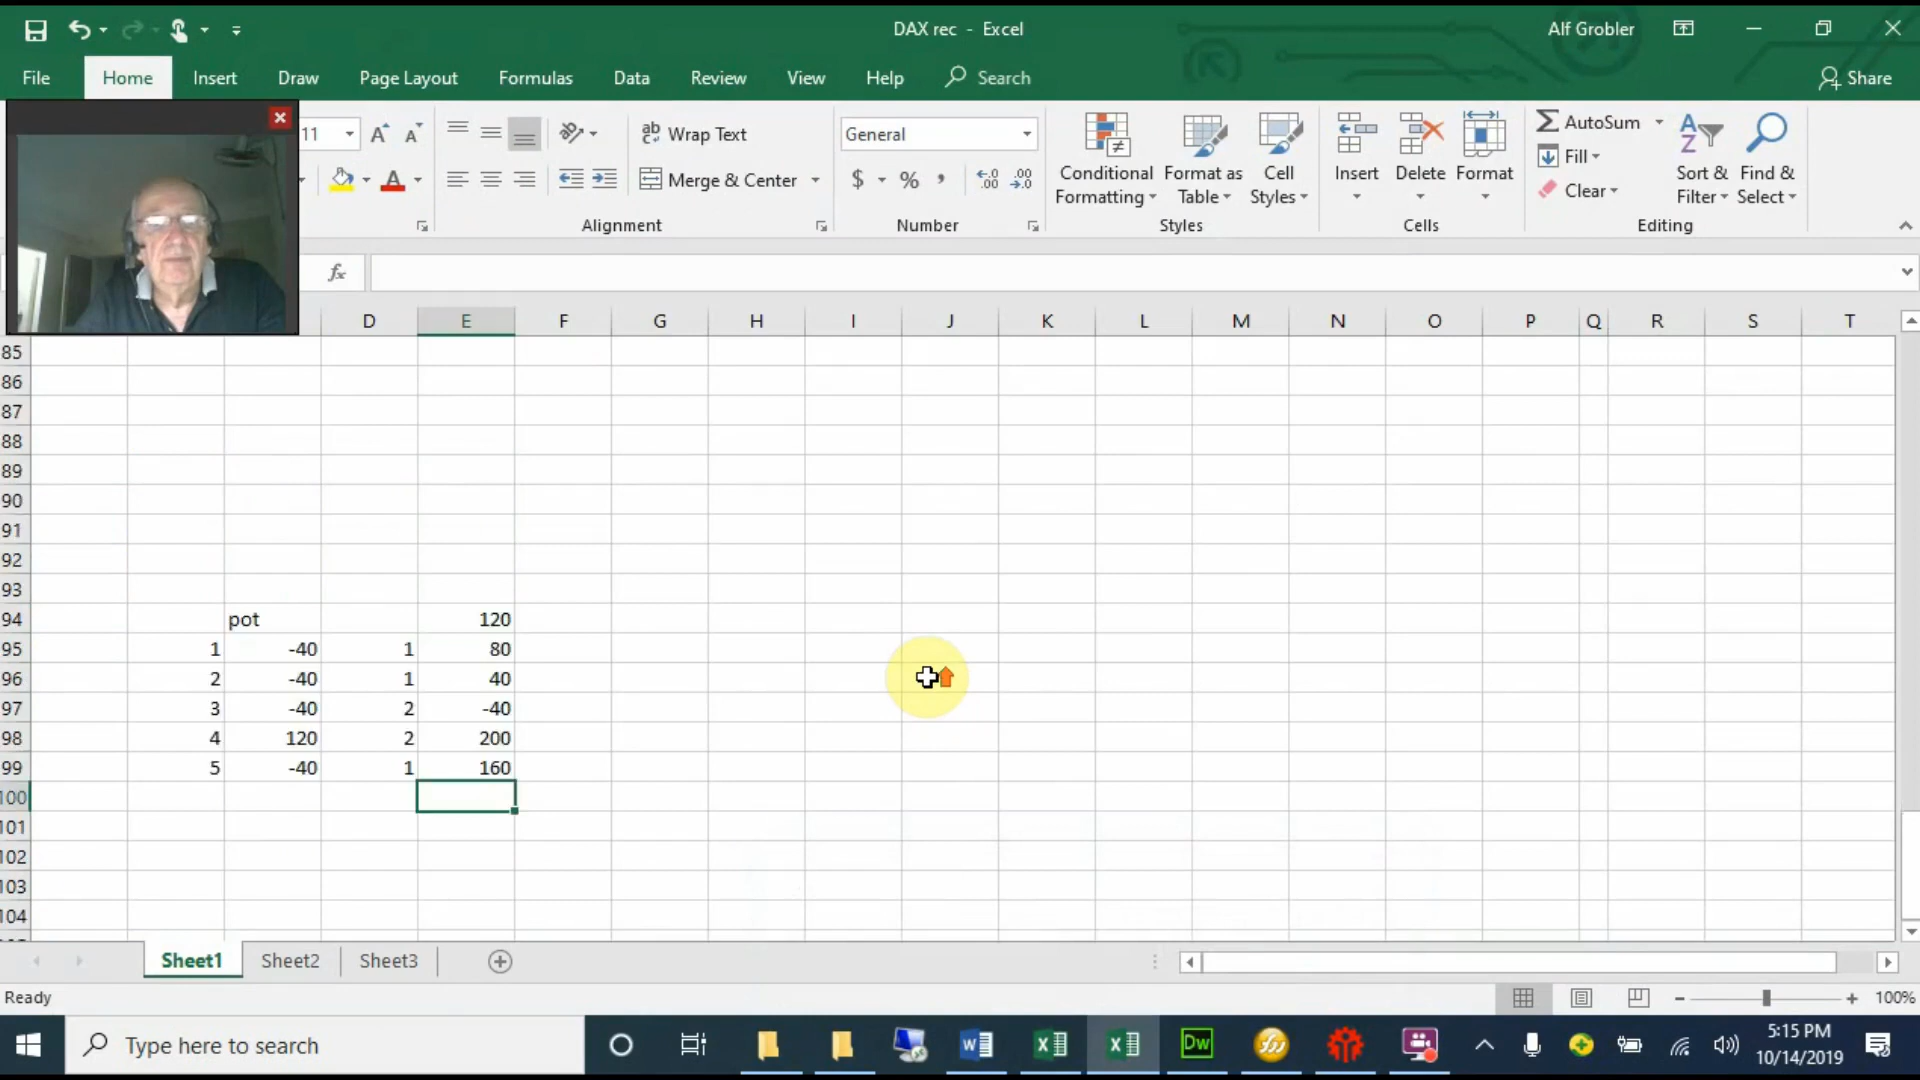 DAX rec - Excel
Alf Grobler
File Home Insert Draw Page Layout Formulas Data Review View Help Search Share
11 Wrap Text General AutoSum
Fill
Merge & Center $ % , Conditional Formatting Format as Table Cell Styles Insert Delete Format Clear Sort & Filter Find & Select
Alignment Number Styles Cells Editing
fx
D E F G H I J K L M N O P Q R S T
85
86
87
88
89
90
91
92
93
94 pot 120
95 1 -40 1 80
96 2 -40 1 40
97 3 -40 2 -40
98 4 120 2 200
99 5 -40 1 160
100
101
102
103
104
Sheet1 Sheet2 Sheet3
Ready 100%
Type here to search
Dw
5:15 PM
10/14/2019